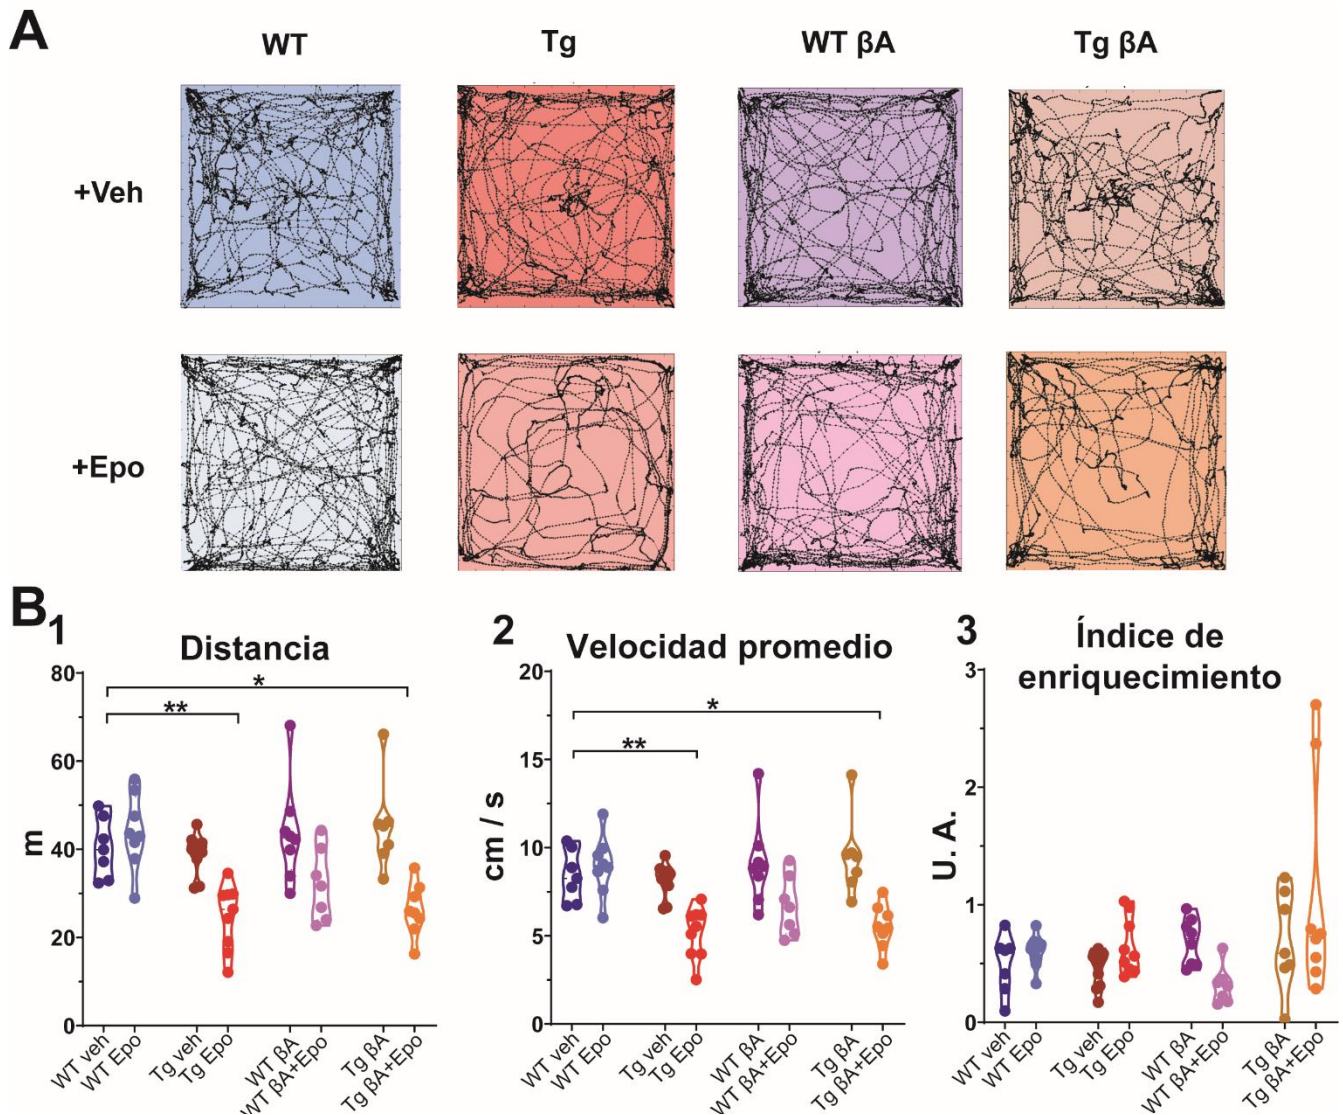 A
WT
Tg
WT βA
Tg βA
+Veh
+Epo
B1
Distancia
80
60
40
20
0
m
*
**
WT veh
WT Epo
Tg veh
Tg Epo
WT βA
WT βA+Epo
Tg βA
Tg βA+Epo
2
Velocidad promedio
20
15
10
5
0
cm / s
*
**
WT veh
WT Epo
Tg veh
Tg Epo
WT βA
WT βA+Epo
Tg βA
Tg βA+Epo
3
Índice de
enriquecimiento
3
2
1
0
U. A.
WT veh
WT Epo
Tg veh
Tg Epo
WT βA
WT βA+Epo
Tg βA
Tg βA+Epo